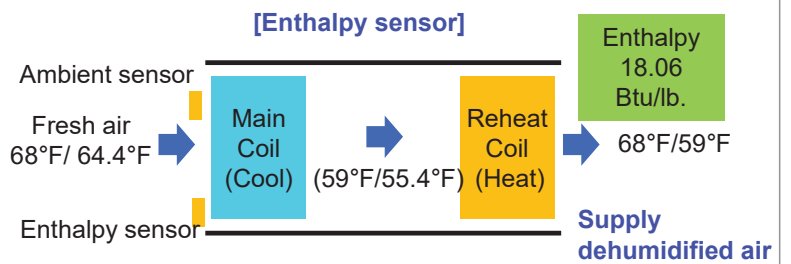 [Enthalpy sensor]
Enthalpy
18.06
Btu/lb.
Ambient sensor
Fresh air
68°F/ 64.4°F
Main
Coil
(Cool)
(59°F/55.4°F)
Reheat
Coil
(Heat)
68°F/59°F
Enthalpy sensor
Supply
dehumidified air